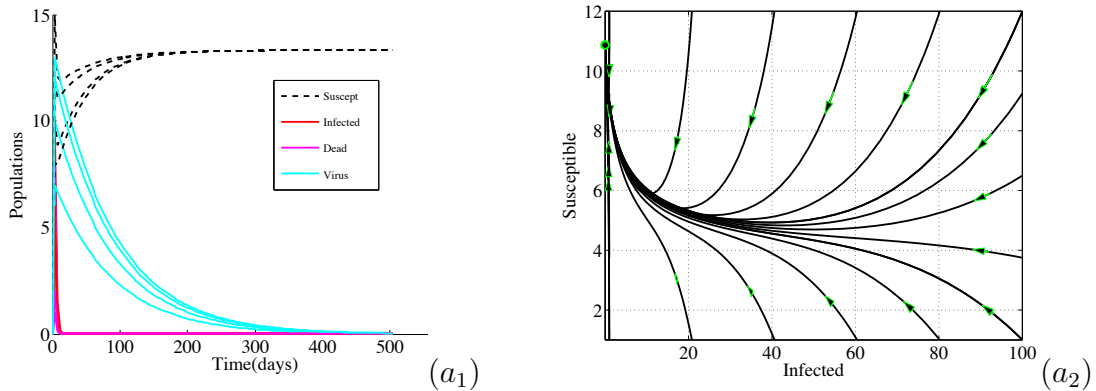 15
10
5
0
Populations
Suscept
Infected
Dead
Virus
0 100 200 300 400 500
Time(days)
(a1)
12
10
8
6
4
2
Susceptible
20 40 60 80 100
Infected
(a2)